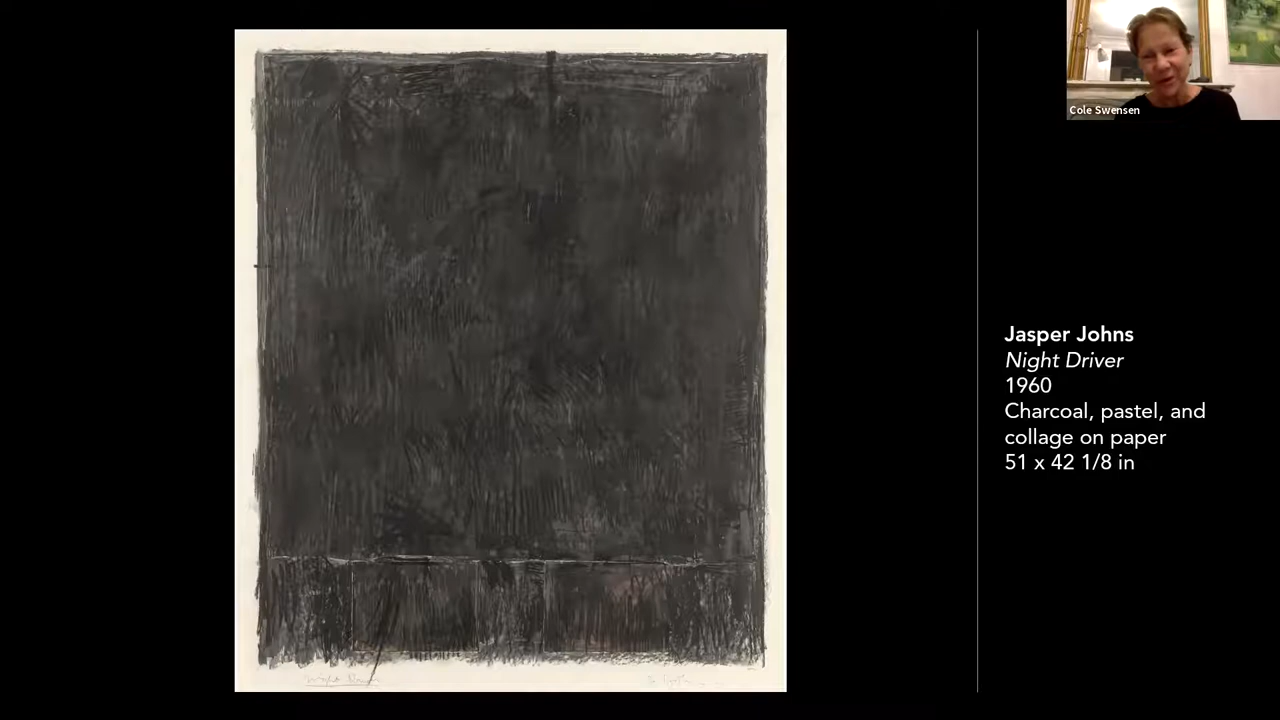 Cole Swensen
Jasper Johns
Night Driver
1960
Charcoal, pastel, and
collage on paper
51 x 42 1/8 in